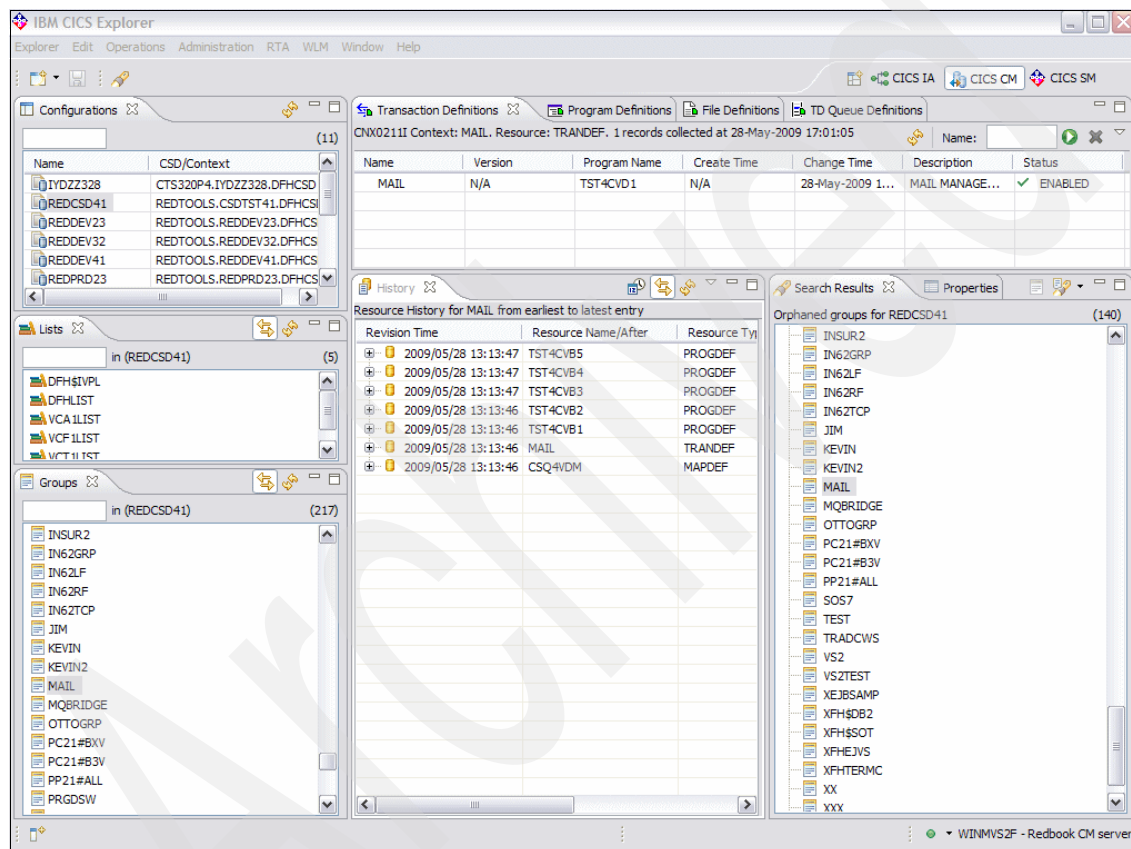 IBM CICS Explorer
Explorer Edit Operations Administration RTA WLM Window Help
CICS IA CICS CM CICS SM
Configurations
(11)
Name CSD/Context
IYDZZ328 CTS320P4.IYDZZ328.DFHCSD
REDCSD41 REDTOOLS.CSDTST41.DFHCSI
REDDEV23 REDTOOLS.REDDEV23.DFHCS
REDDEV32 REDTOOLS.REDDEV32.DFHCS
REDDEV41 REDTOOLS.REDDEV41.DFHCS
REDPRD23 REDTOOLS.REDPRD23.DFHCS
Lists
in (REDCSD41) (5)
DFH$IVPL
DFHLIST
VCA1LIST
VCF1LIST
VCT1LIST
Groups
in (REDCSD41) (217)
INSUR2
IN62GRP
IN62LF
IN62RF
IN62TCP
JIM
KEVIN
KEVIN2
MAIL
MQBRIDGE
OTTOGRP
PC21#BXV
PC21#B3V
PP21#ALL
PRGDSW
Transaction Definitions Program Definitions File Definitions TD Queue Definitions
CNX0211I Context: MAIL. Resource: TRANDEF. 1 records collected at 28-May-2009 17:01:05 Name:
Name Version Program Name Create Time Change Time Description Status
MAIL N/A TST4CVD1 N/A 28-May-2009 1... MAIL MANAGE... ENABLED
History
Resource History for MAIL from earliest to latest entry
Revision Time Resource Name/After Resource Ty
2009/05/28 13:13:47 TST4CVB5 PROGDEF
2009/05/28 13:13:47 TST4CVB4 PROGDEF
2009/05/28 13:13:47 TST4CVB3 PROGDEF
2009/05/28 13:13:46 TST4CVB2 PROGDEF
2009/05/28 13:13:46 TST4CVB1 PROGDEF
2009/05/28 13:13:46 MAIL TRANDEF
2009/05/28 13:13:46 CSQ4VDM MAPDEF
Search Results Properties
Orphaned groups for REDCSD41 (140)
INSUR2
IN62GRP
IN62LF
IN62RF
IN62TCP
JIM
KEVIN
KEVIN2
MAIL
MQBRIDGE
OTTOGRP
PC21#BXV
PC21#B3V
PP21#ALL
SOS7
TEST
TRADCWS
VS2
VS2TEST
XEJBSAMP
XFH$DB2
XFH$SOT
XFHEJVS
XFHTERMC
XX
XXX
WINMVS2F - Redbook CM server
Archived